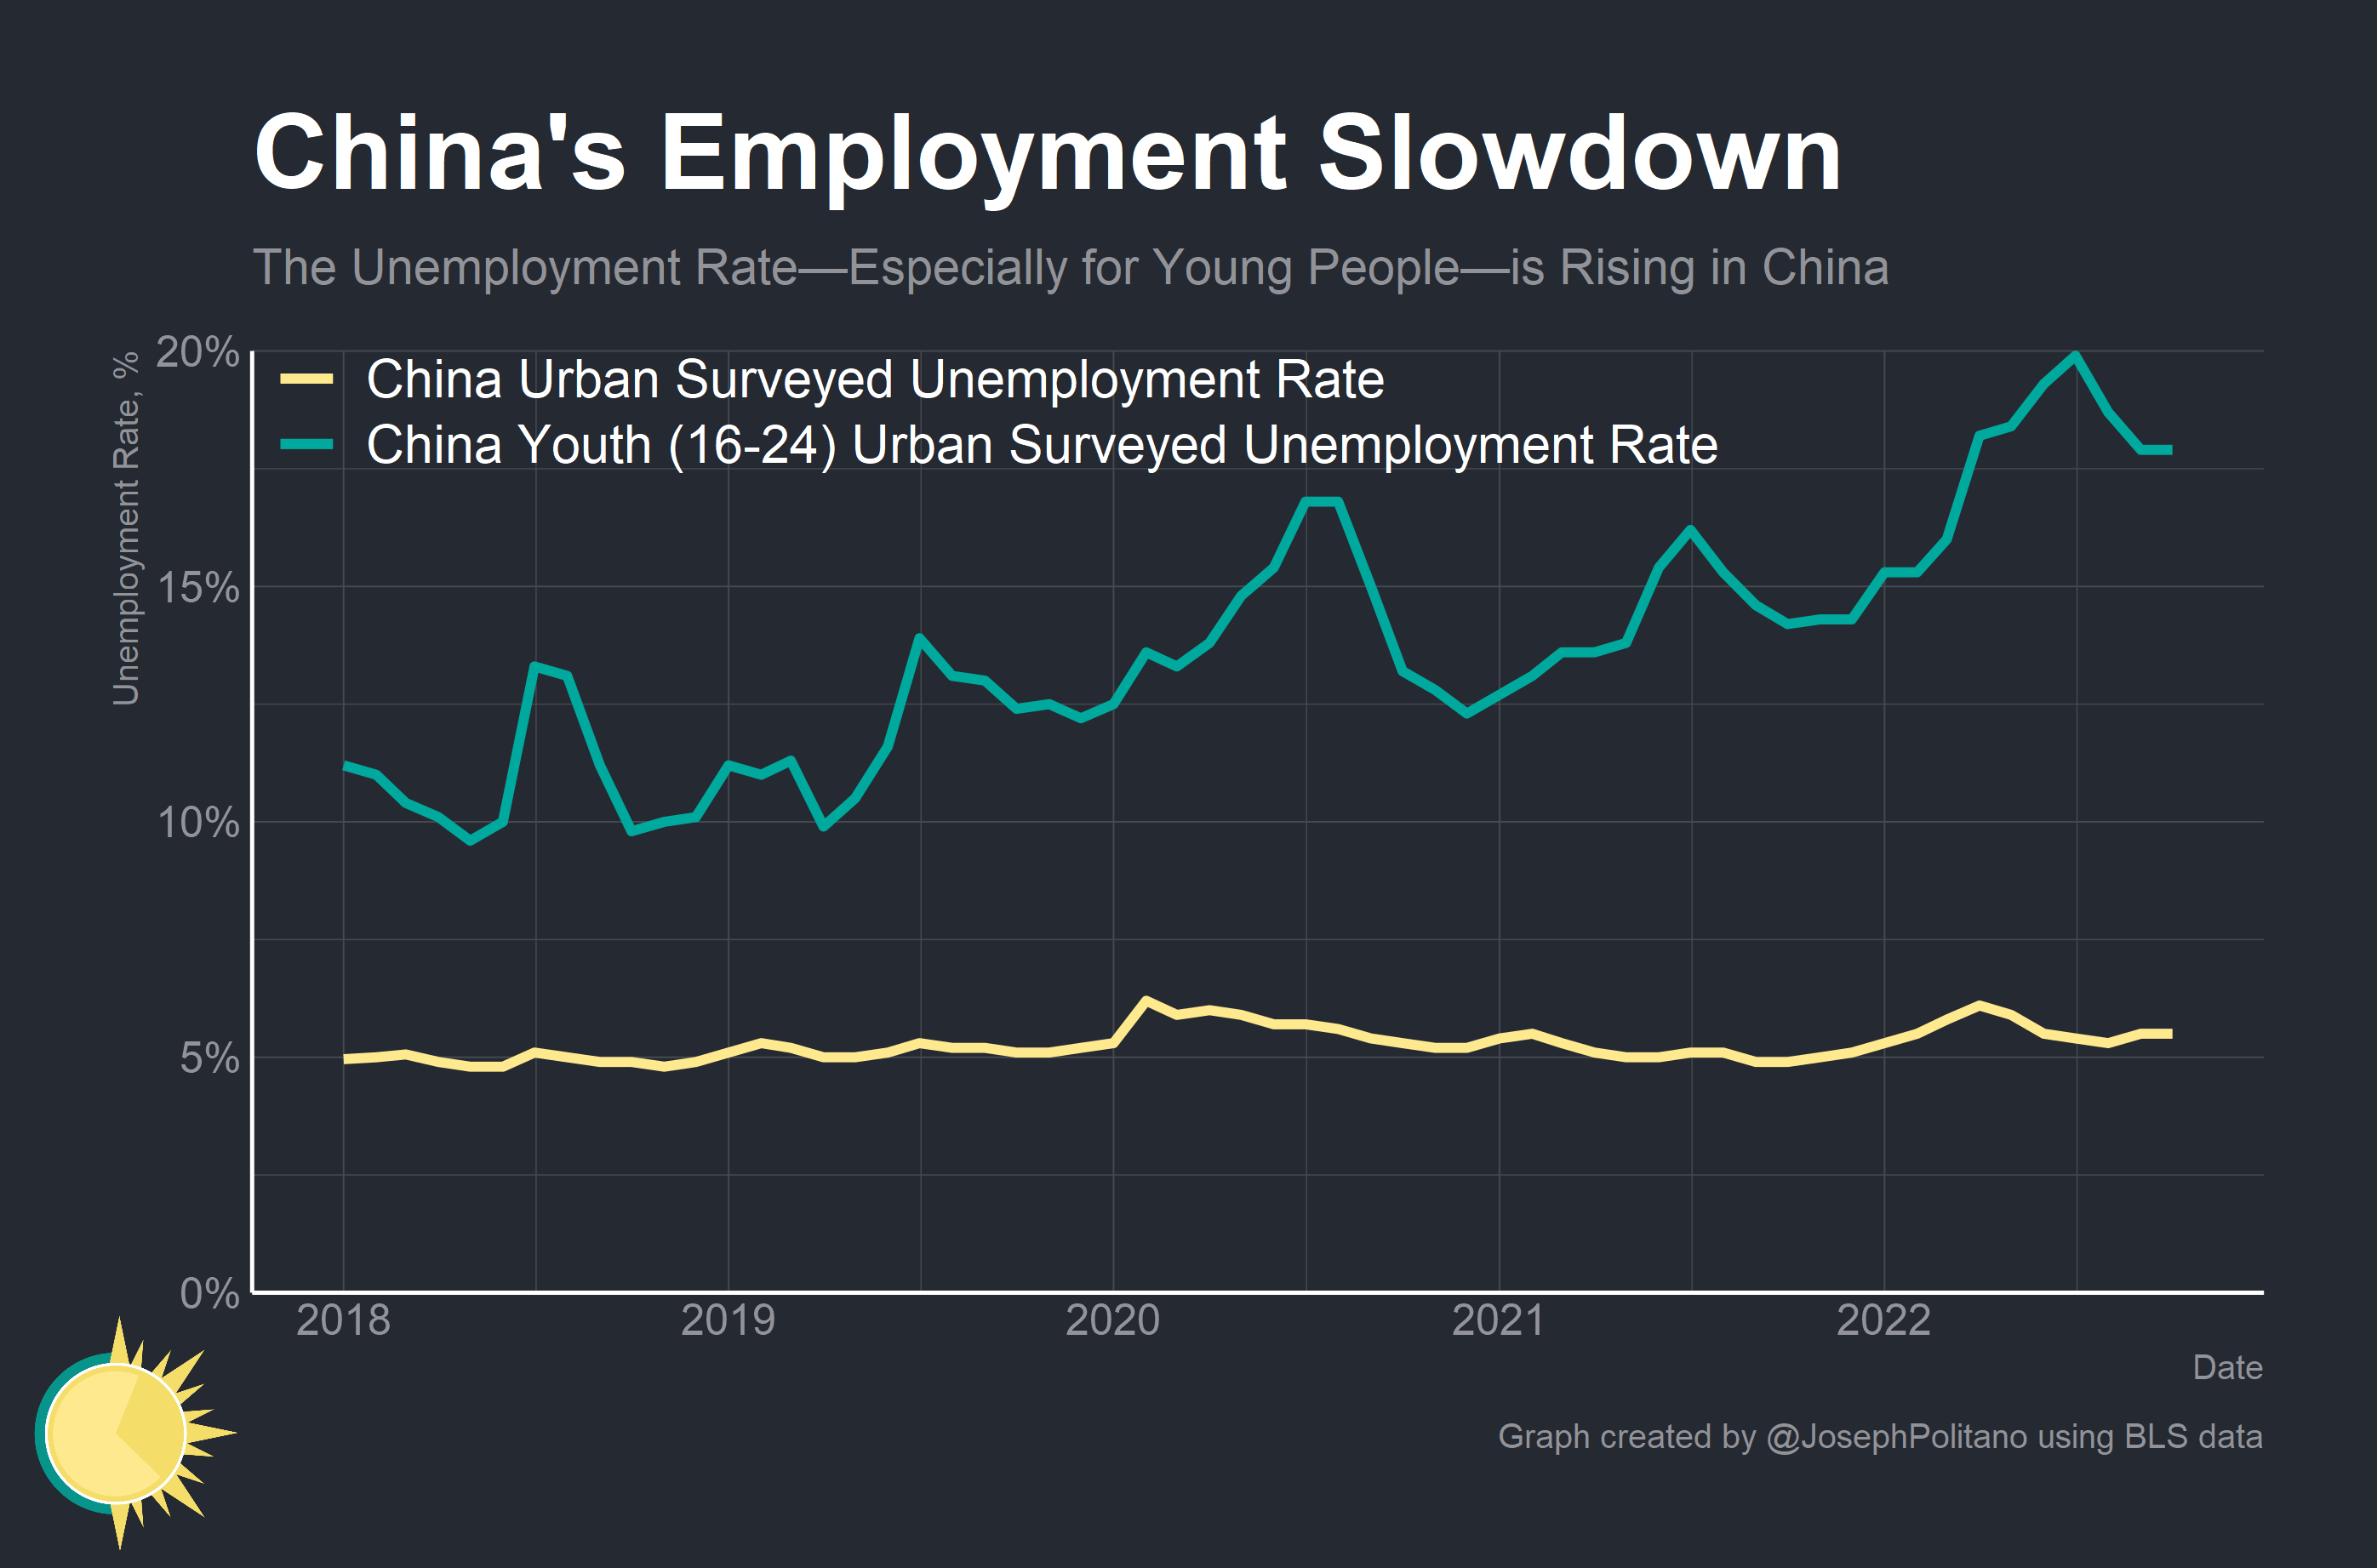 China's Employment Slowdown
The Unemployment Rate—Especially for Young People—is Rising in China
Unemployment Rate, %
20%
15%
10%
5%
0%
China Urban Surveyed Unemployment Rate
China Youth (16-24) Urban Surveyed Unemployment Rate
2018
2019
2020
2021
2022
Date
Graph created by @JosephPolitano using BLS data